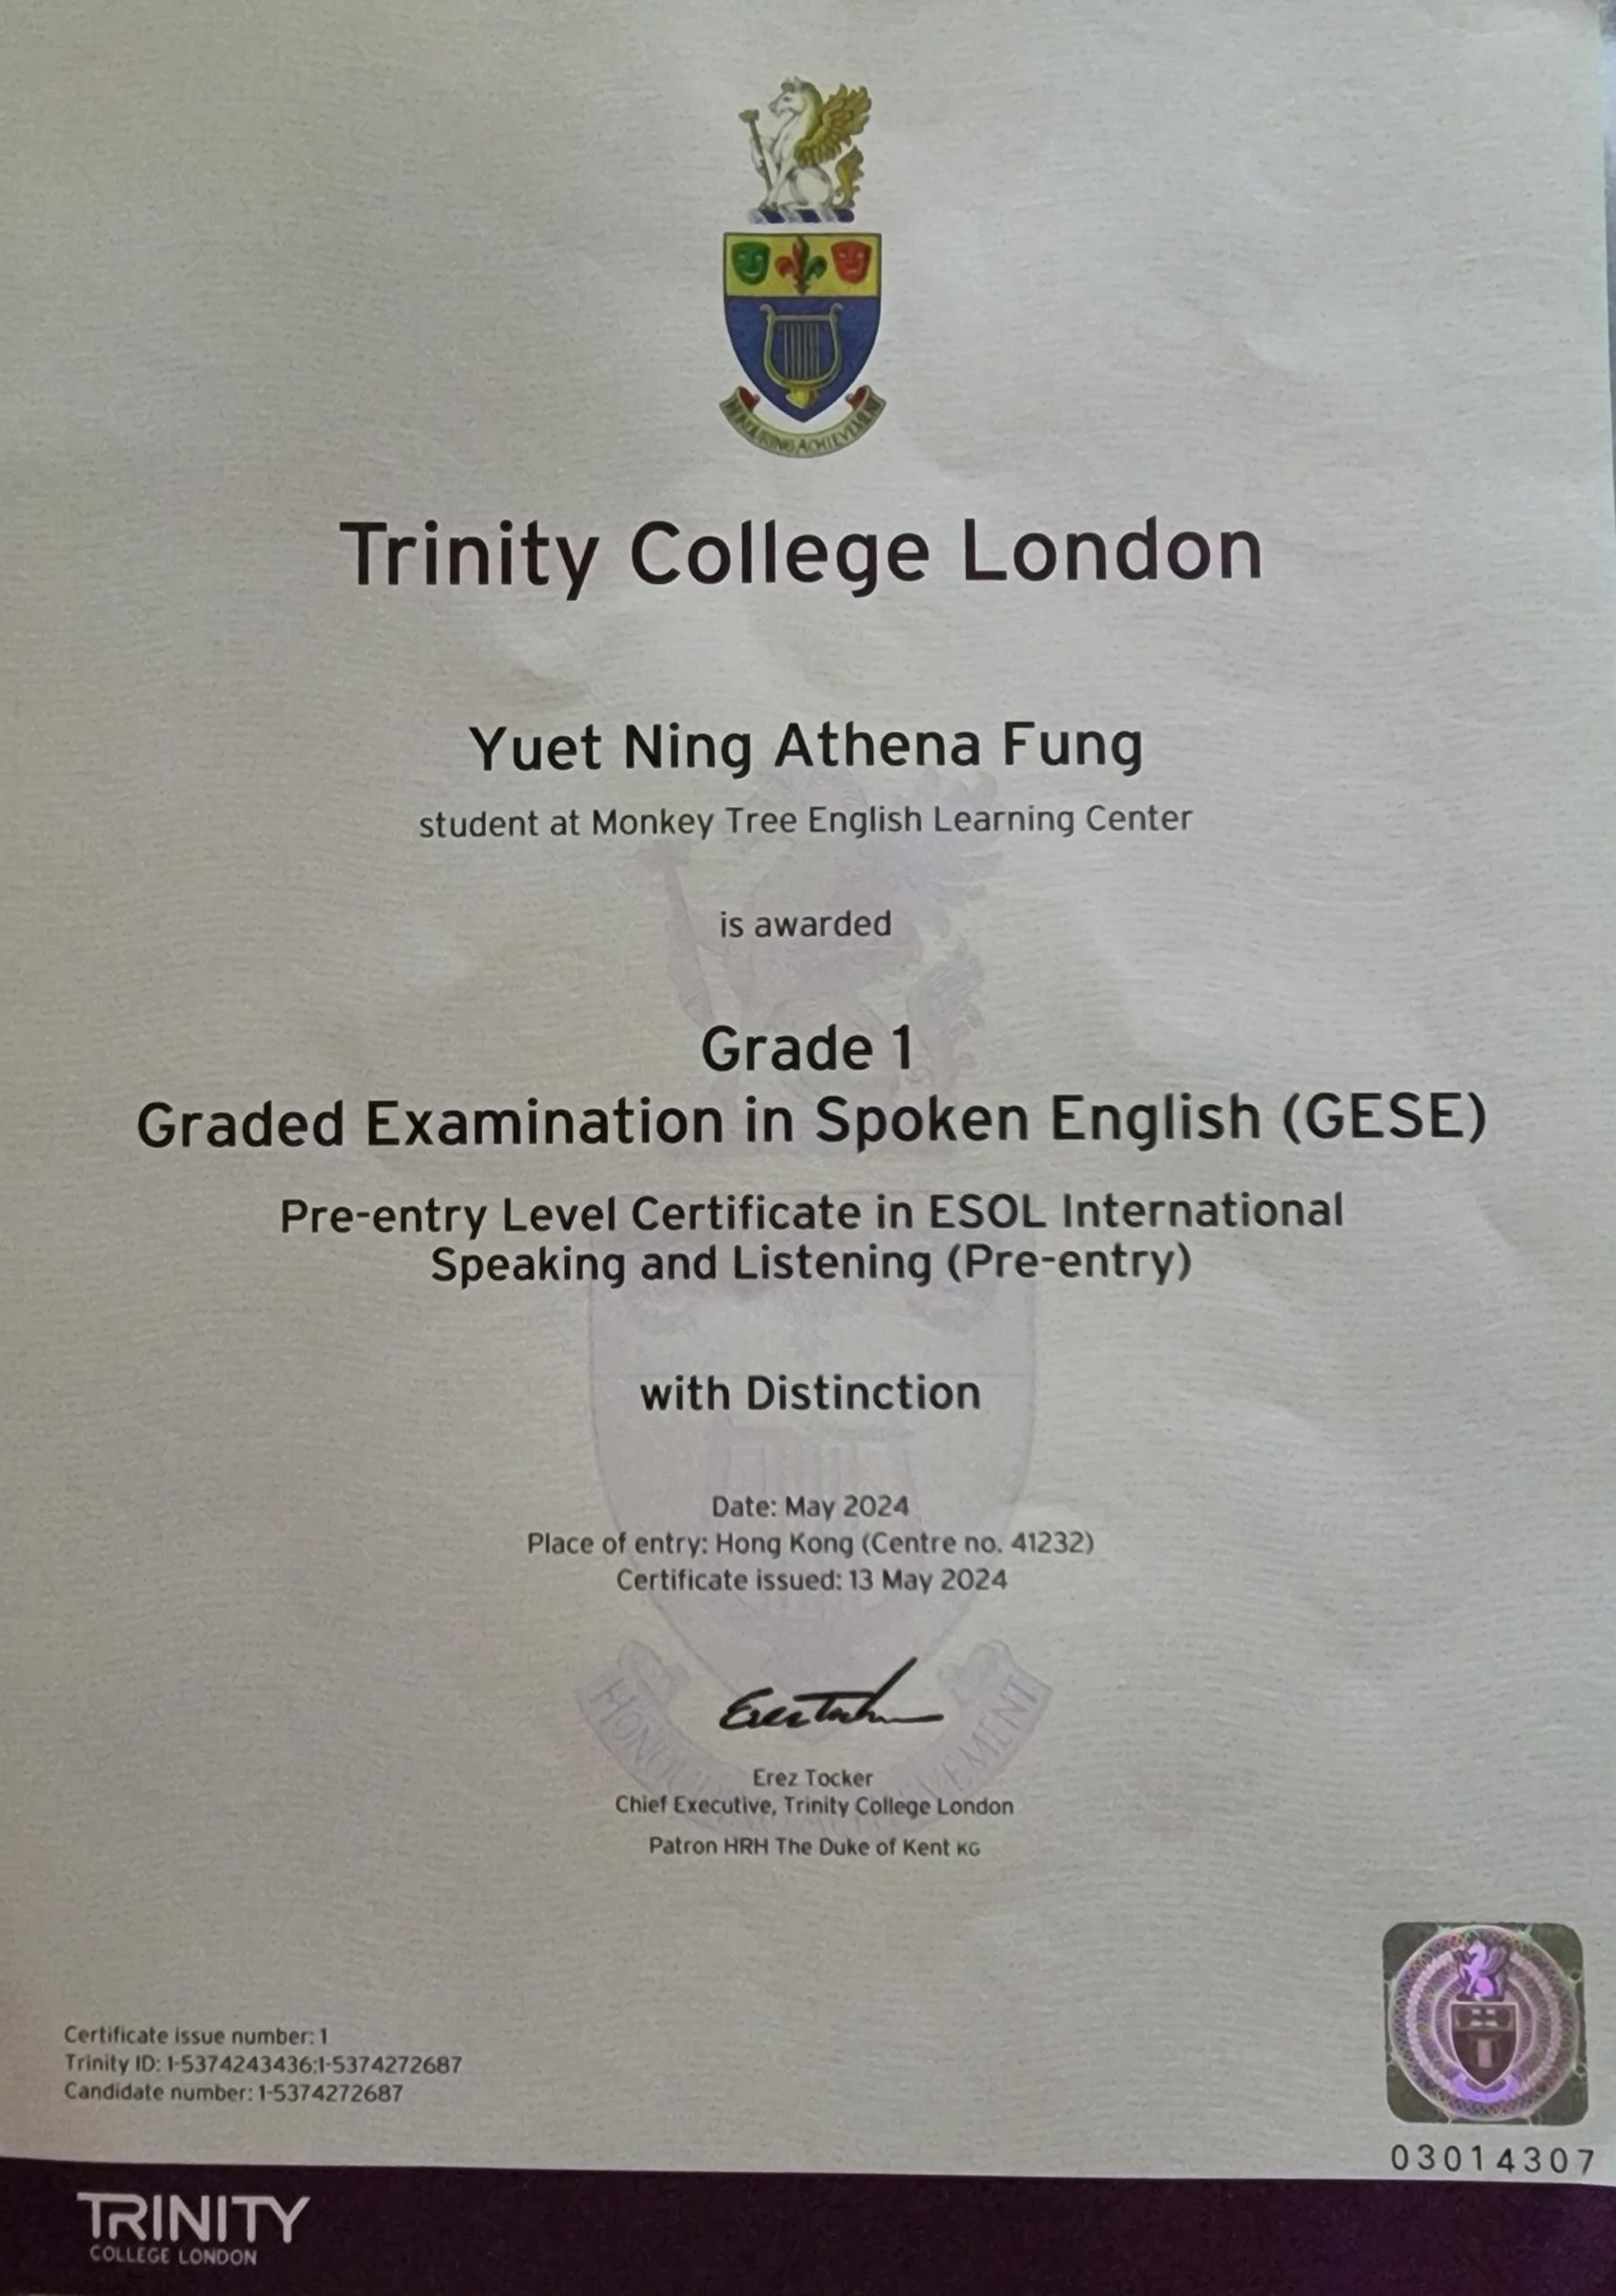 HONOURING ACHIEVEMENT
Trinity College London
Yuet Ning Athena Fung
student at Monkey Tree English Learning Center
is awarded
Grade 1
Graded Examination in Spoken English (GESE)
Pre-entry Level Certificate in ESOL International
Speaking and Listening (Pre-entry)
with Distinction
Date: May 2024
Place of entry: Hong Kong (Centre no. 41232)
Certificate issued: 13 May 2024
Erez Tocker
Chief Executive, Trinity College London
Patron HRH The Duke of Kent KG
Certificate issue number: 1
Trinity ID: 1-5374243436:1-5374272687
Candidate number: 1-5374272687
03014307
TRINITY
COLLEGE LONDON